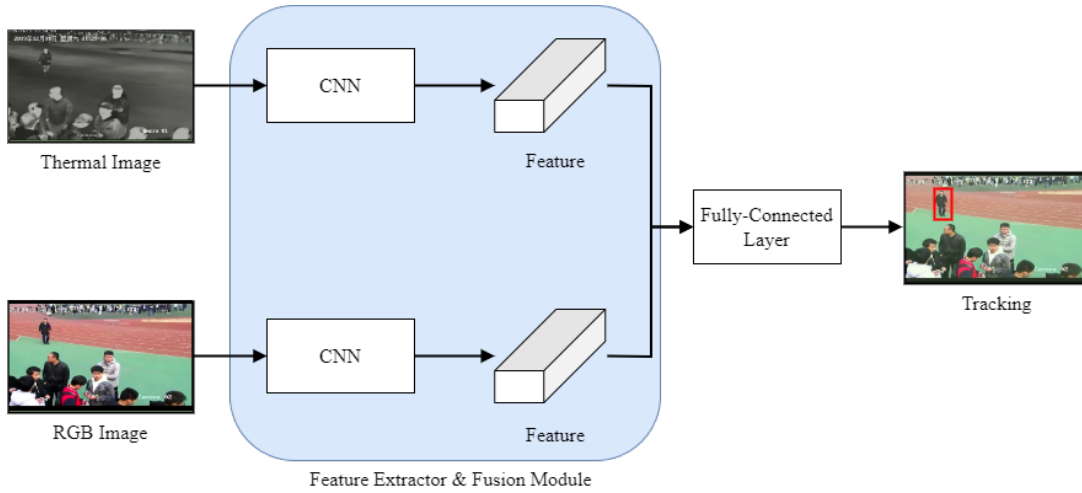 CNN
Feature
Thermal Image
Fully-Connected
Layer
Tracking
CNN
Feature
RGB Image
Feature Extractor & Fusion Module